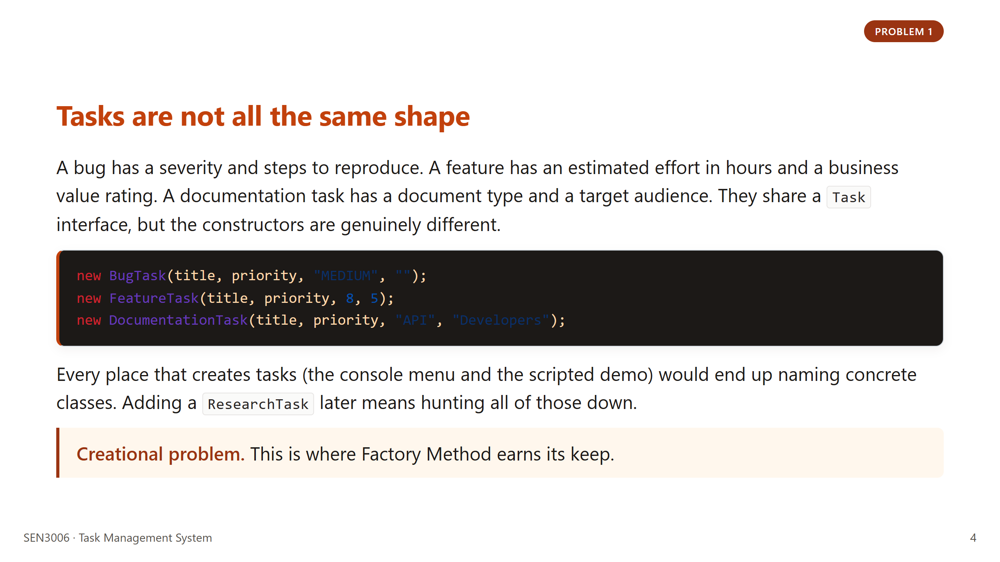 PROBLEM 1
Tasks are not all the same shape
A bug has a severity and steps to reproduce. A feature has an estimated effort in hours and a business
value rating. A documentation task has a document type and a target audience. They share a Task
interface, but the constructors are genuinely different.
new BugTask(title, priority, "MEDIUM", "");
new FeatureTask(title, priority, 8, 5);
new DocumentationTask(title, priority, "API", "Developers");
Every place that creates tasks (the console menu and the scripted demo) would end up naming concrete
classes. Adding a ResearchTask later means hunting all of those down.
Creational problem. This is where Factory Method earns its keep.
SEN3006 · Task Management System
4